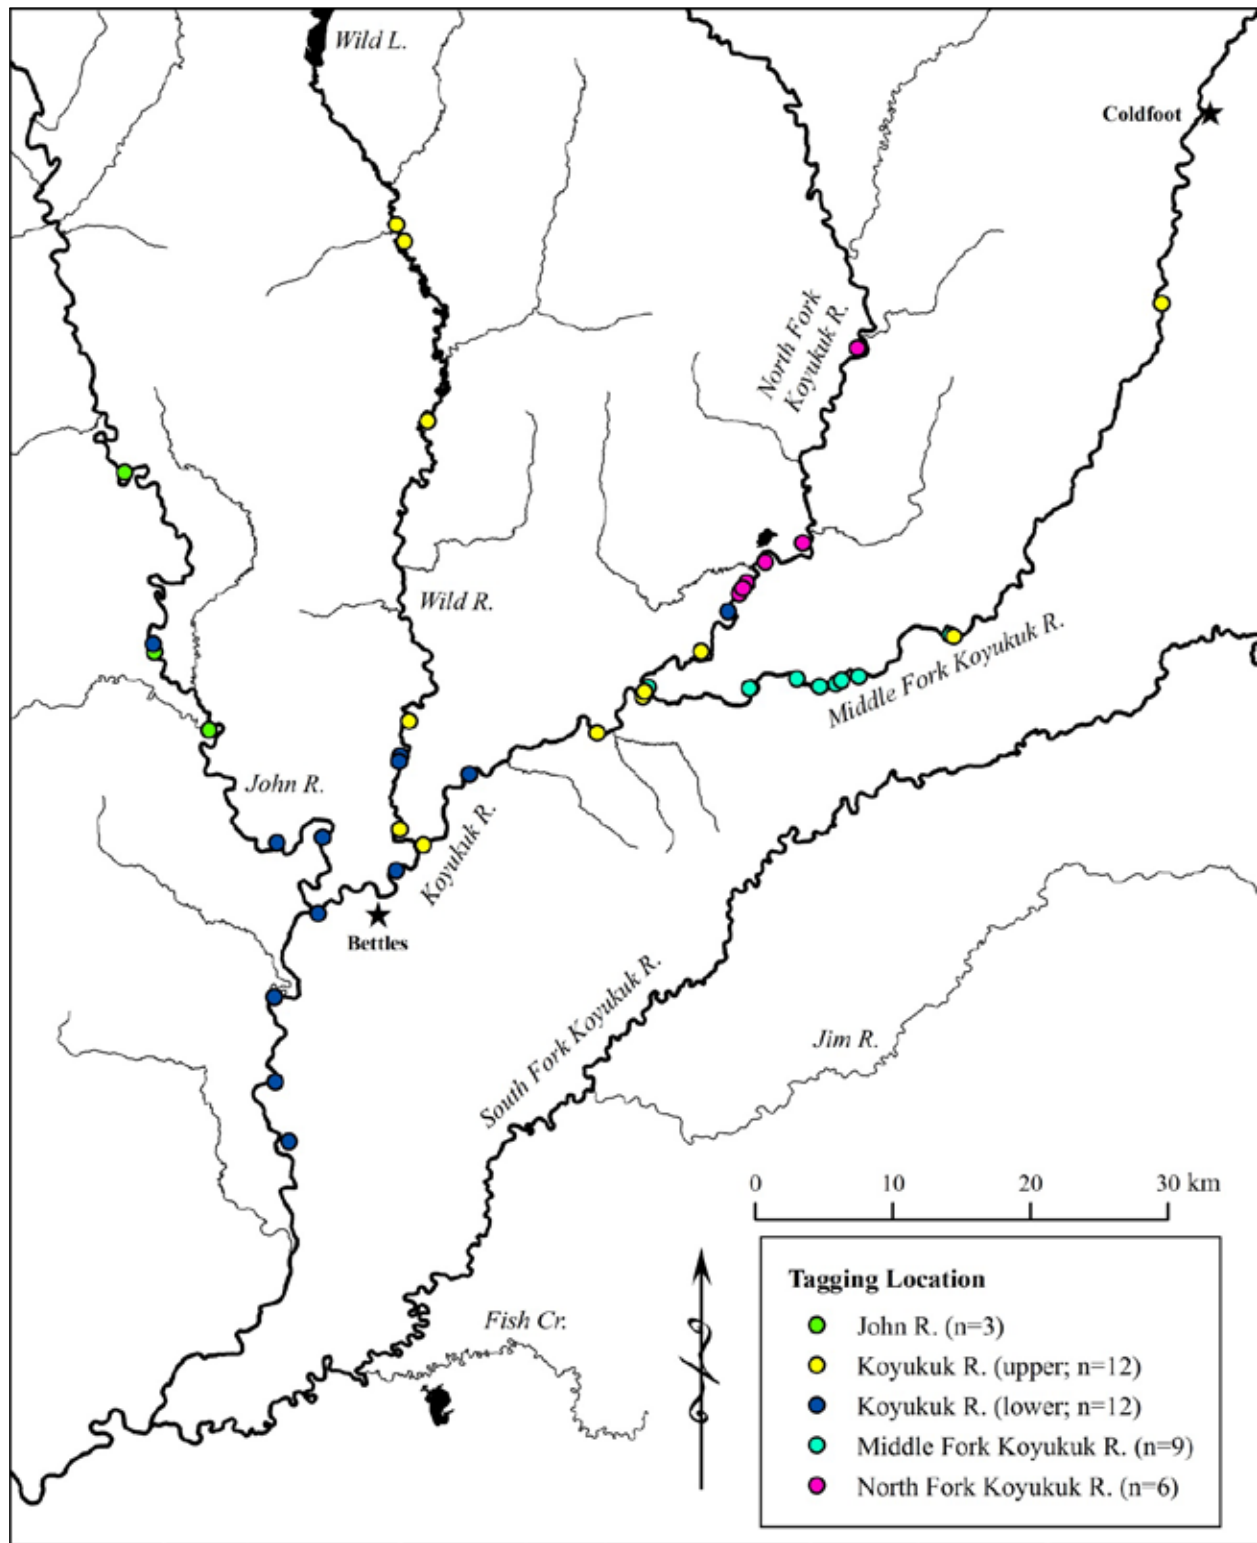 Wild L.
Coldfoot
North Fork
Koyukuk R.
Wild R.
Middle Fork Koyukuk R.
John R.
Koyukuk R.
Bettles
South Fork Koyukuk R.
Jim R.
0 10 20 30 km
Fish Cr.
Tagging Location
John R. (n=3)
Koyukuk R. (upper; n=12)
Koyukuk R. (lower; n=12)
Middle Fork Koyukuk R. (n=9)
North Fork Koyukuk R. (n=6)